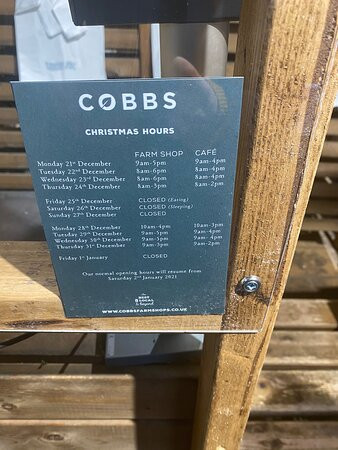 COBBS
CHRISTMAS HOURS
FARM SHOP CAFÉ
Monday 21st December 9am-5pm 9am-4pm
Tuesday 22nd December 8am-6pm 8am-4pm
Wednesday 23rd December 8am-6pm 8am-4pm
Thursday 24th December 8am-3pm 8am-2pm
Friday 25th December CLOSED (Eating)
Saturday 26th December CLOSED (Sleeping)
Sunday 27th December CLOSED
Monday 28th December 10am-4pm 10am-3pm
Tuesday 29th December 9am-5pm 9am-4pm
Wednesday 30th December 9am-5pm 9am-4pm
Thursday 31st December 9am-3pm 9am-2pm
Friday 1st January CLOSED
Our normal opening hours will resume from
Saturday 2nd January 2021
BEST
LOCAL
& beyond
WWW.COBBSFARMSHOPS.CO.UK